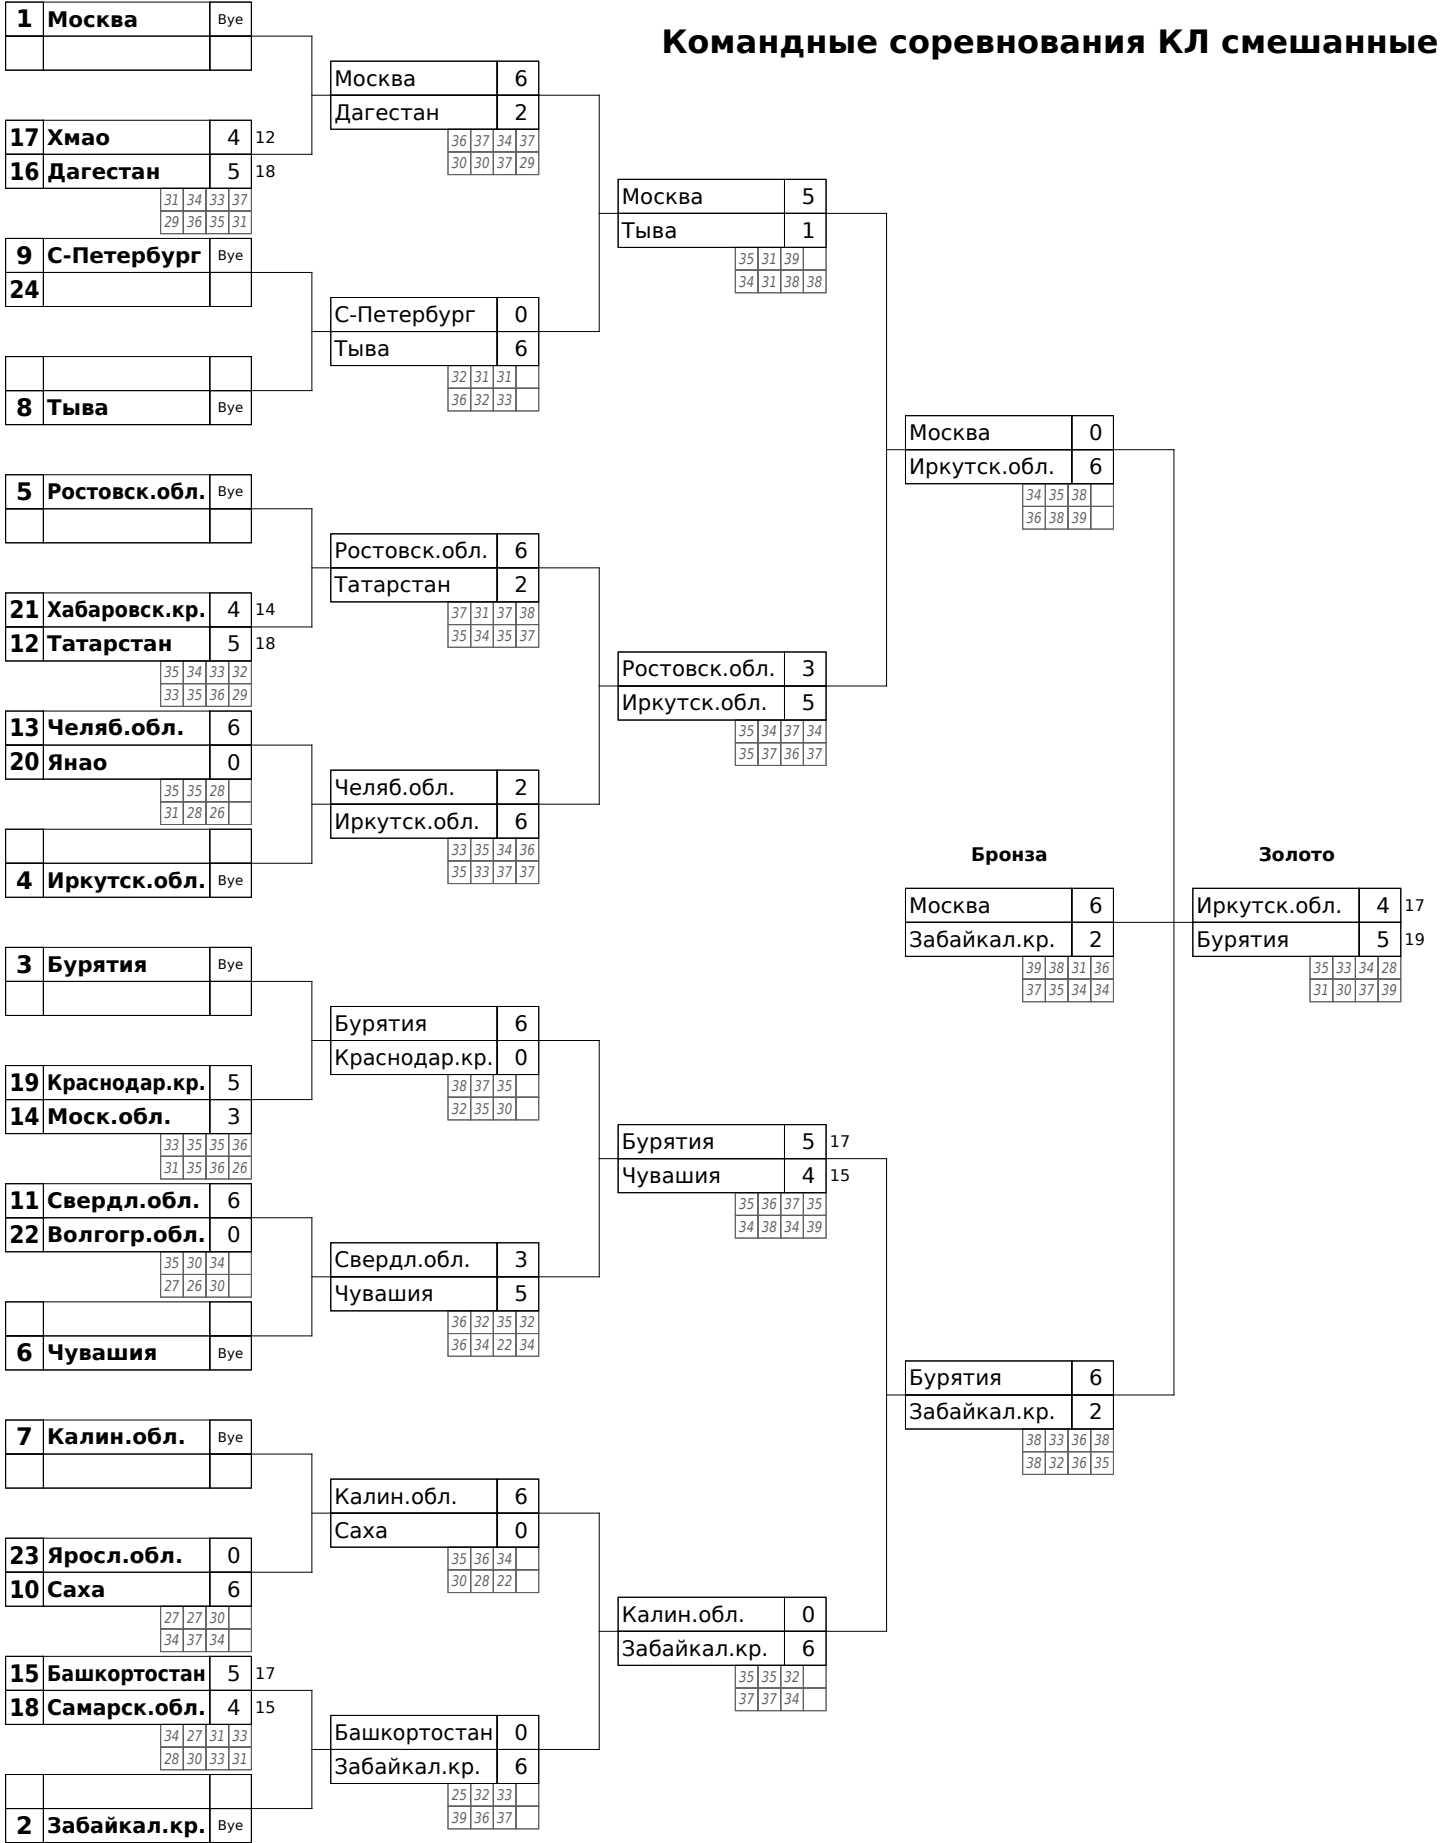 Командные соревнования КЛ смешанные
1 Москва Bye
17 Хмао 4 12
16 Дагестан 5 18
31 34 33 37
29 36 35 31
9 С-Петербург Bye
24
8 Тыва Bye
5 Ростовск.обл. Bye
21 Хабаровск.кр. 4 14
12 Татарстан 5 18
35 34 33 32
33 35 36 29
13 Челяб.обл. 6
20 Янао 0
35 35 28
31 28 26
4 Иркутск.обл. Bye
3 Бурятия Bye
19 Краснодар.кр. 5
14 Моск.обл. 3
33 35 35 36
31 35 36 26
11 Свердл.обл. 6
22 Волгогр.обл. 0
35 30 34
27 26 30
6 Чувашия Bye
7 Калин.обл. Bye
23 Яросл.обл. 0
10 Саха 6
27 27 30
34 37 34
15 Башкортостан 5 17
18 Самарск.обл. 4 15
34 27 31 33
28 30 33 31
2 Забайкал.кр. Bye
Москва 6
Дагестан 2
36 37 34 37
30 30 37 29
С-Петербург 0
Тыва 6
32 31 31
36 32 33
Ростовск.обл. 6
Татарстан 2
37 31 37 38
35 34 35 37
Челяб.обл. 2
Иркутск.обл. 6
33 35 34 36
35 33 37 37
Бурятия 6
Краснодар.кр. 0
38 37 35
32 35 30
Свердл.обл. 3
Чувашия 5
36 32 35 32
36 34 22 34
Калин.обл. 6
Саха 0
35 36 34
30 28 22
Башкортостан 0
Забайкал.кр. 6
25 32 33
39 36 37
Москва 5
Тыва 1
35 31 39
34 31 38 38
Ростовск.обл. 3
Иркутск.обл. 5
35 34 37 34
35 37 36 37
Бурятия 5 17
Чувашия 4 15
35 36 37 35
34 38 34 39
Калин.обл. 0
Забайкал.кр. 6
35 35 32
37 37 34
Москва 0
Иркутск.обл. 6
34 35 38
36 38 39
Бурятия 6
Забайкал.кр. 2
38 33 36 38
38 32 36 35
Бронза
Москва 6
Забайкал.кр. 2
39 38 31 36
37 35 34 34
Золото
Иркутск.обл. 4 17
Бурятия 5 19
35 33 34 28
31 30 37 39